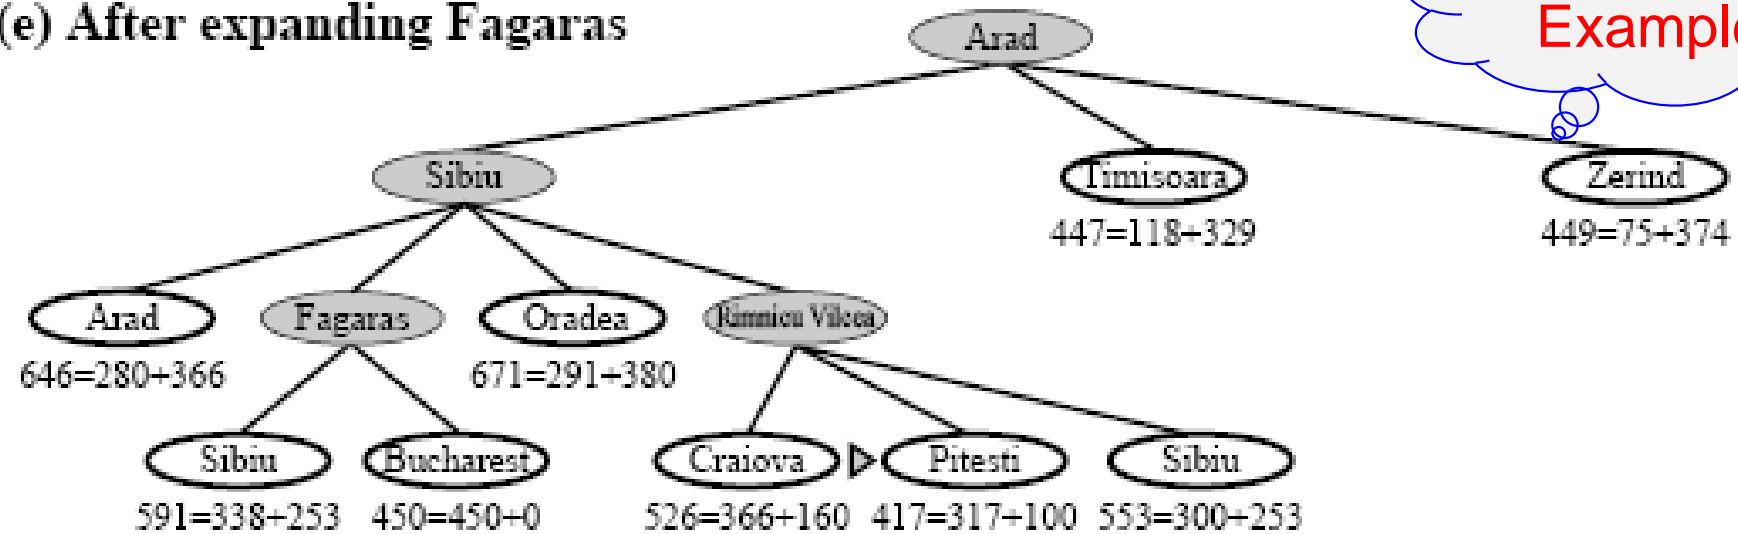 (e) After expanding Fagaras
Example
Arad
Sibiu
Timisoara
Zerind
447=118+329
449=75+374
Arad
Fagaras
Oradea
Rimnicu Vilcea
646=280+366
671=291+380
Sibiu
Bucharest
Craiova
Pitesti
Sibiu
591=338+253
450=450+0
526=366+160
417=317+100
553=300+253